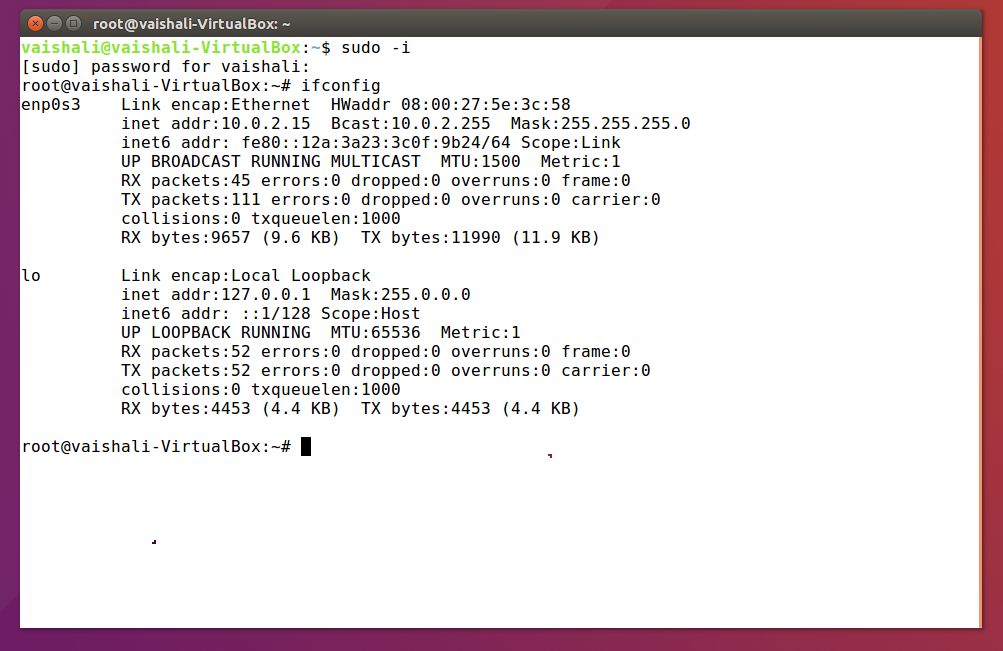 root@vaishali-VirtualBox: ~
vaishali@vaishali-VirtualBox:~$ sudo -i
[sudo] password for vaishali:
root@vaishali-VirtualBox:~# ifconfig
enp0s3    Link encap:Ethernet  HWaddr 08:00:27:5e:3c:58
          inet addr:10.0.2.15  Bcast:10.0.2.255  Mask:255.255.255.0
          inet6 addr: fe80::12a:3a23:3c0f:9b24/64 Scope:Link
          UP BROADCAST RUNNING MULTICAST  MTU:1500  Metric:1
          RX packets:45 errors:0 dropped:0 overruns:0 frame:0
          TX packets:111 errors:0 dropped:0 overruns:0 carrier:0
          collisions:0 txqueuelen:1000
          RX bytes:9657 (9.6 KB)  TX bytes:11990 (11.9 KB)

lo        Link encap:Local Loopback
          inet addr:127.0.0.1  Mask:255.0.0.0
          inet6 addr: ::1/128 Scope:Host
          UP LOOPBACK RUNNING  MTU:65536  Metric:1
          RX packets:52 errors:0 dropped:0 overruns:0 frame:0
          TX packets:52 errors:0 dropped:0 overruns:0 carrier:0
          collisions:0 txqueuelen:1000
          RX bytes:4453 (4.4 KB)  TX bytes:4453 (4.4 KB)

root@vaishali-VirtualBox:~#